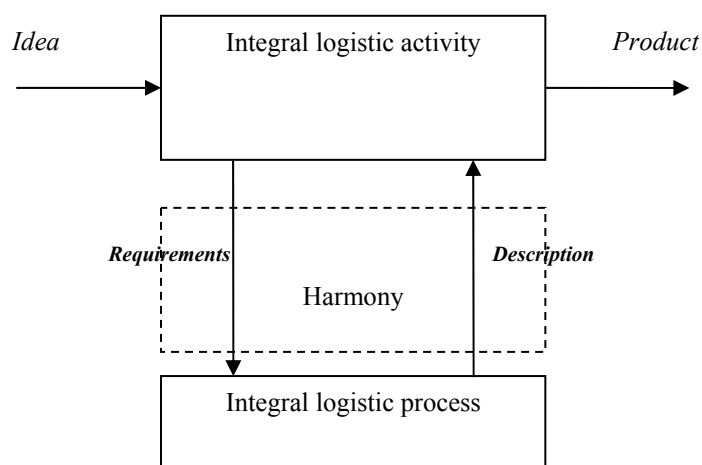 Idea
Integral logistic activity
Product
Requirements
Description
Harmony
Integral logistic process